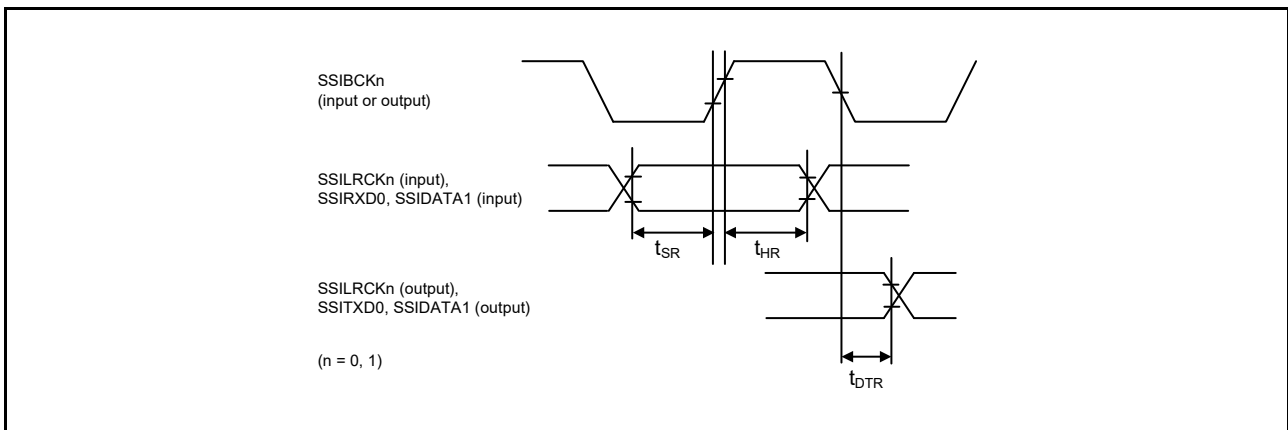 SSIBCKn
(input or output)
SSILRCKn (input),
SSIRXD0, SSIDATA1 (input)
tSR
tHR
SSILRCKn (output),
SSITXD0, SSIDATA1 (output)
(n = 0, 1)
tDTR